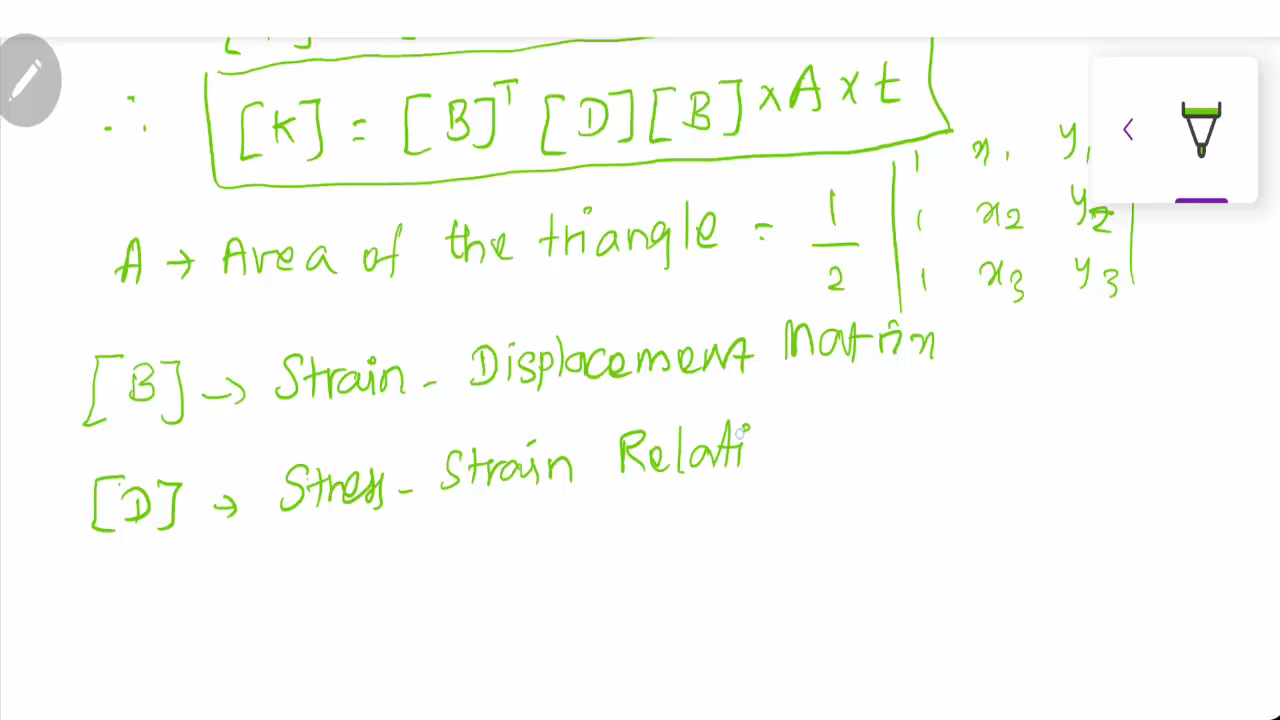 ∴ [K] = [B]ᵀ [D] [B] × A × t
A → Area of the triangle = 1/2 | 1 x₁ y₁
1 x₂ y₂
1 x₃ y₃ |
[B] → Strain - Displacement Matrix
[D] → Stress - Strain Relati